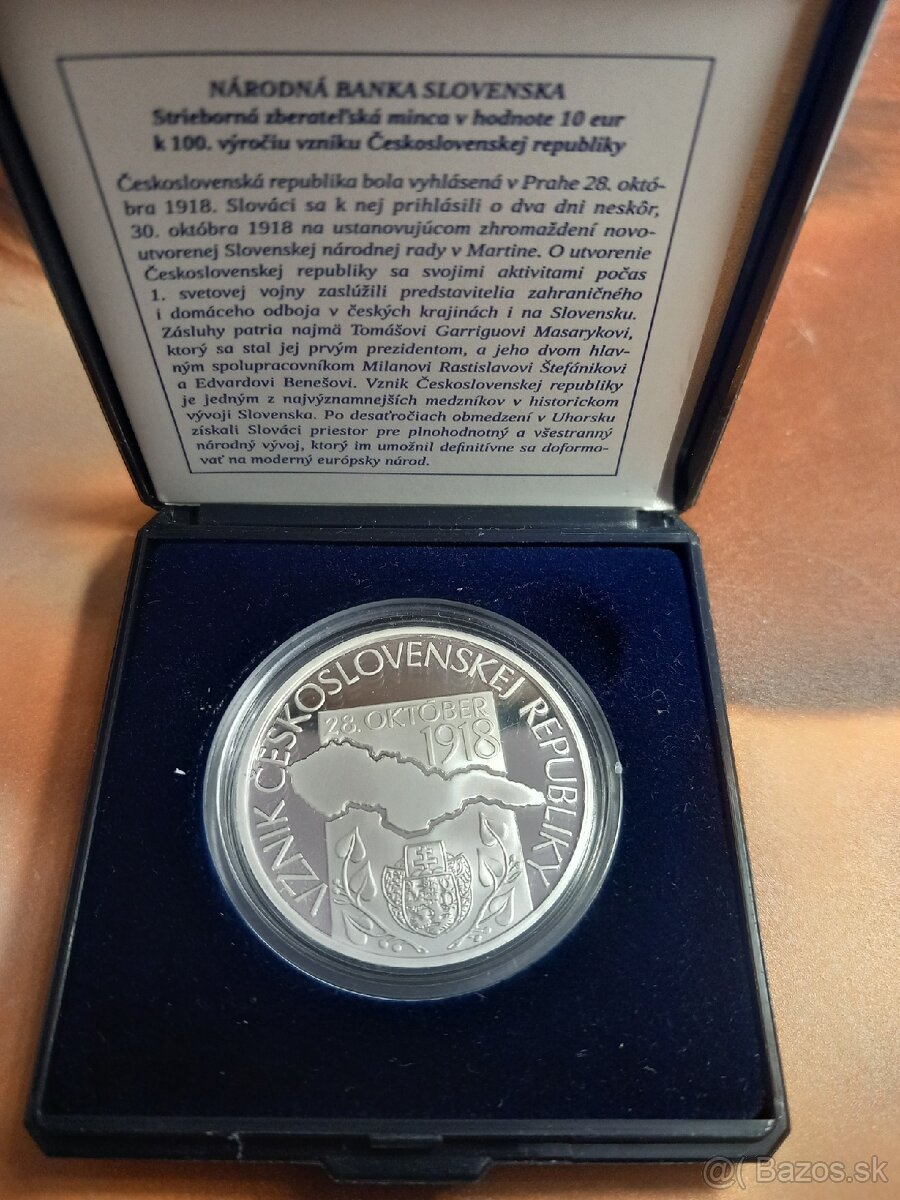 NÁRODNÁ BANKA SLOVENSKA
Strieborná zberateľská minca v hodnote 10 eur
k 100. výročiu vzniku Československej republiky
Československá republika bola vyhlásená v Prahe 28. októ-
bra 1918. Slováci sa k nej prihlásili o dva dni neskôr,
30. októbra 1918 na ustanovujúcom zhromaždení novo-
utvorenej Slovenskej národnej rady v Martine. O utvorenie
Československej republiky sa svojimi aktivitami počas
1. svetovej vojny zaslúžili predstavitelia zahraničného
i domáceho odboja v českých krajinách i na Slovensku.
Zásluhy patria najmä Tomášovi Garriguovi Masarykovi,
ktorý sa stal jej prvým prezidentom, a jeho dvom hlav-
ným spolupracovníkom Milanovi Rastislavovi Štefánikovi
a Edvardovi Benešovi. Vznik Československej republiky
je jedným z najvýznamnejších medzníkov v historickom
vývoji Slovenska. Po desaťročiach obmedzení v Uhorsku
získali Slováci priestor pre plnohodnotný a všestranný
národný vývoj, ktorý im umožnil definitívne sa doformo-
vať na moderný európsky národ.
VZNIK ČESKOSLOVENSKEJ REPUBLIKY
28. OKTÓBER
1918
@( Bazos.sk